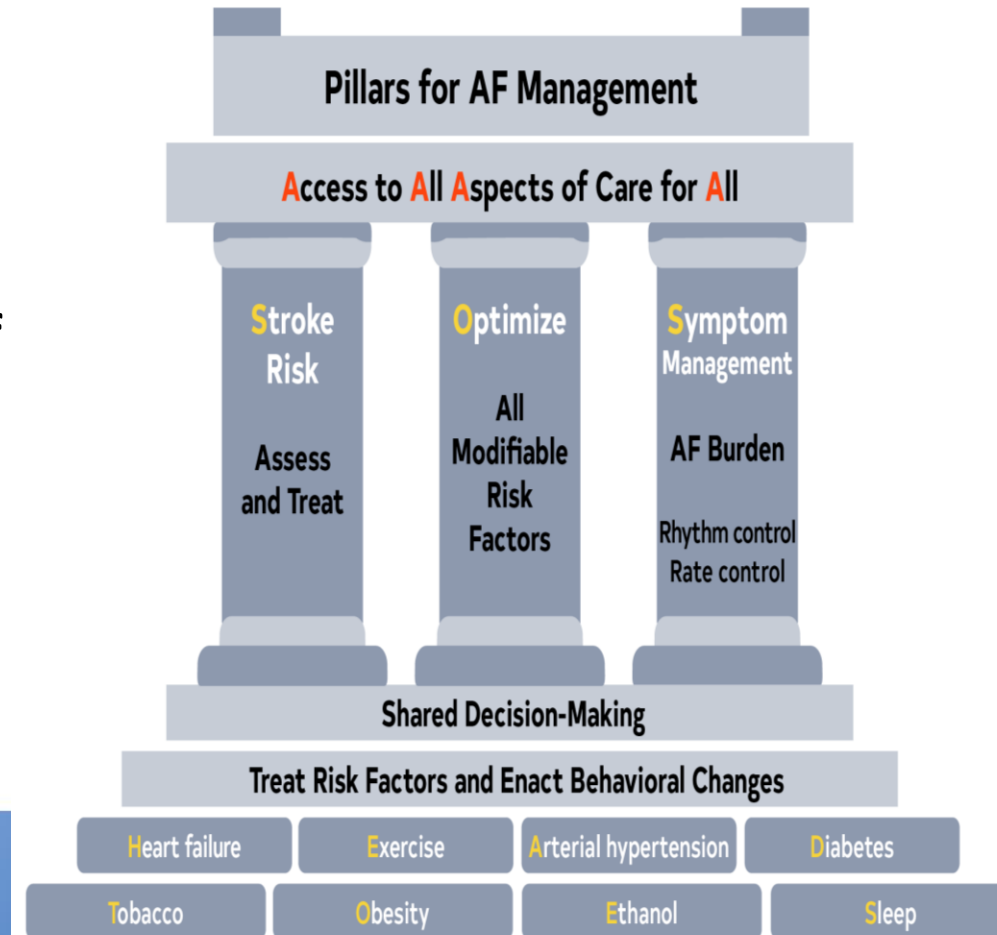 Pillars for AF Management
Access to All Aspects of Care for All
Stroke
Risk
Assess
and Treat
Optimize
All
Modifiable
Risk
Factors
Symptom
Management
AF Burden
Rhythm control
Rate control
Shared Decision-Making
Treat Risk Factors and Enact Behavioral Changes
Heart failure
Exercise
Arterial hypertension
Diabetes
Tobacco
Obesity
Ethanol
Sleep